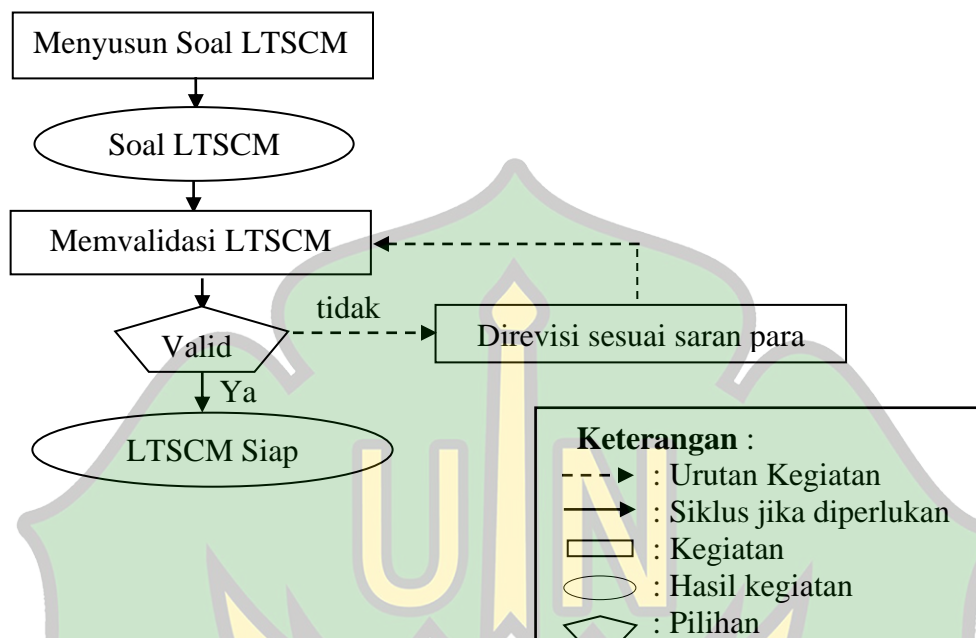 Menyusun Soal LTSCM
Soal LTSCM
Memvalidasi LTSCM
tidak
Valid
Direvisi sesuai saran para
Ya
LTSCM Siap
UIN
Keterangan :
: Urutan Kegiatan
: Siklus jika diperlukan
: Kegiatan
: Hasil kegiatan
: Pilihan